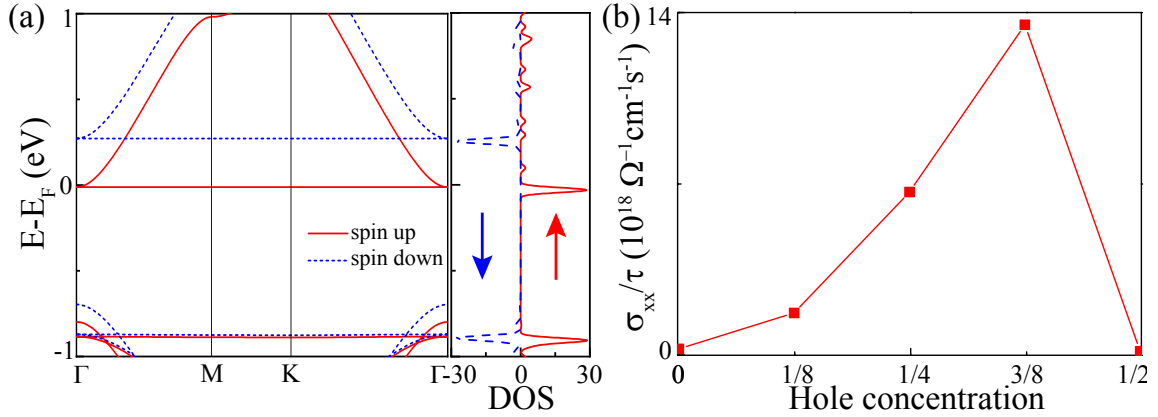 (a)
1
0
-1
E-E_F (eV)
spin up
spin down
Γ
M
K
Γ
-30
0
30
DOS
(b)
14
0
σ_xx/τ (10^18 Ω^−1cm^-1s^-1)
0
1/8
1/4
3/8
1/2
Hole concentration